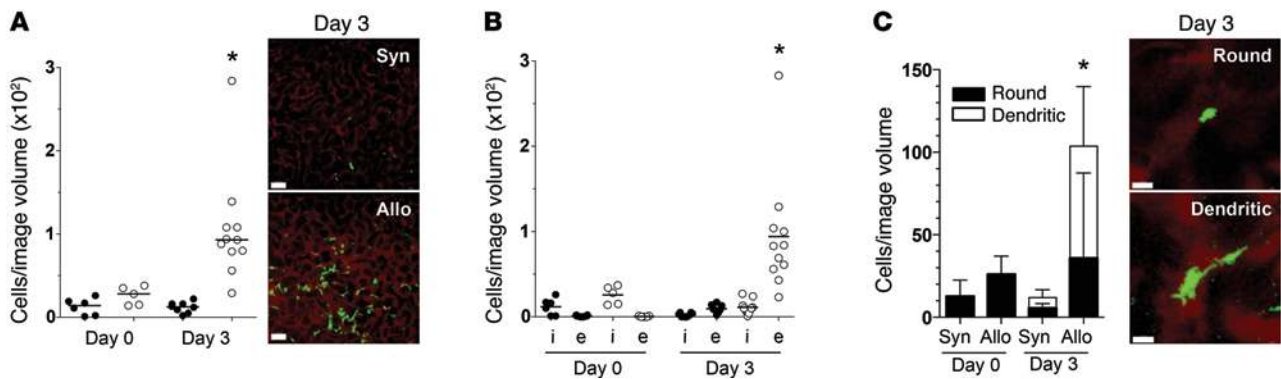 A
Day 3
*
Syn
Allo
Cells/image volume (x10²)
3
2
1
0
Day 0
Day 3
B
*
Cells/image volume (x10²)
3
2
1
0
i e i e i e i e
Day 0
Day 3
C
Day 3
*
Round
Dendritic
Cells/image volume
150
100
50
0
Syn Allo Syn Allo
Day 0
Day 3
Round
Dendritic